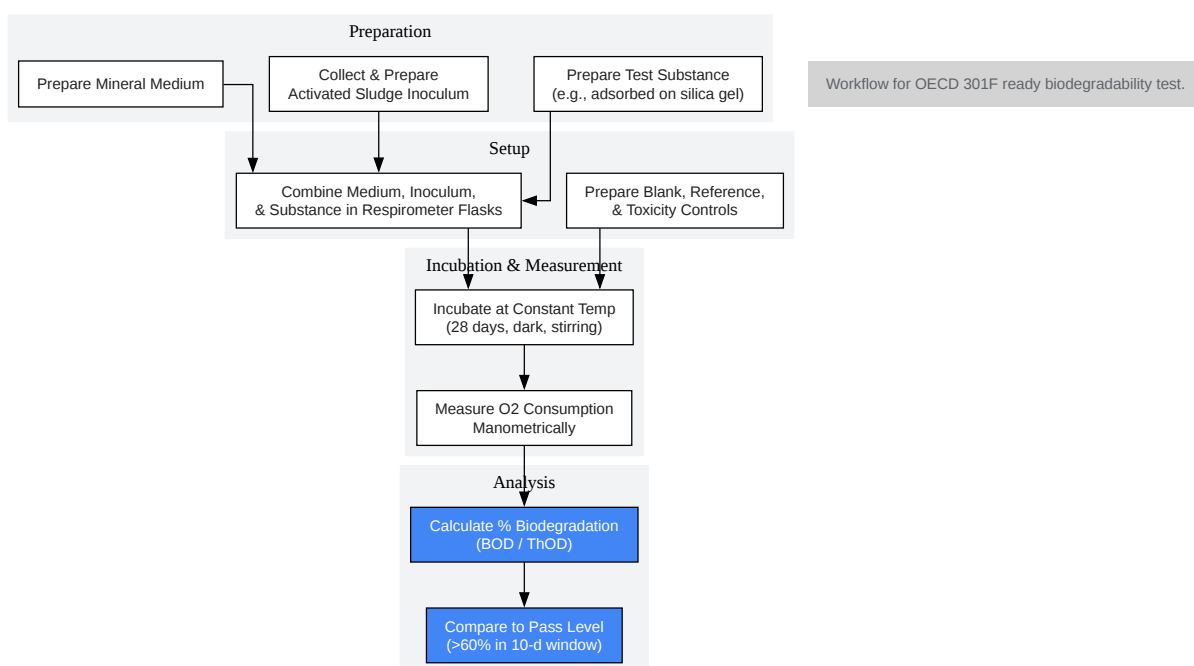 Preparation
Prepare Mineral Medium
Collect & Prepare
Activated Sludge Inoculum
Prepare Test Substance
(e.g., adsorbed on silica gel)
Workflow for OECD 301F ready biodegradability test.
Setup
Combine Medium, Inoculum,
& Substance in Respirometer Flasks
Prepare Blank, Reference,
& Toxicity Controls
Incubation & Measurement
Incubate at Constant Temp
(28 days, dark, stirring)
Measure O2 Consumption
Manometrically
Analysis
Calculate % Biodegradation
(BOD / ThOD)
Compare to Pass Level
(>60% in 10-d window)